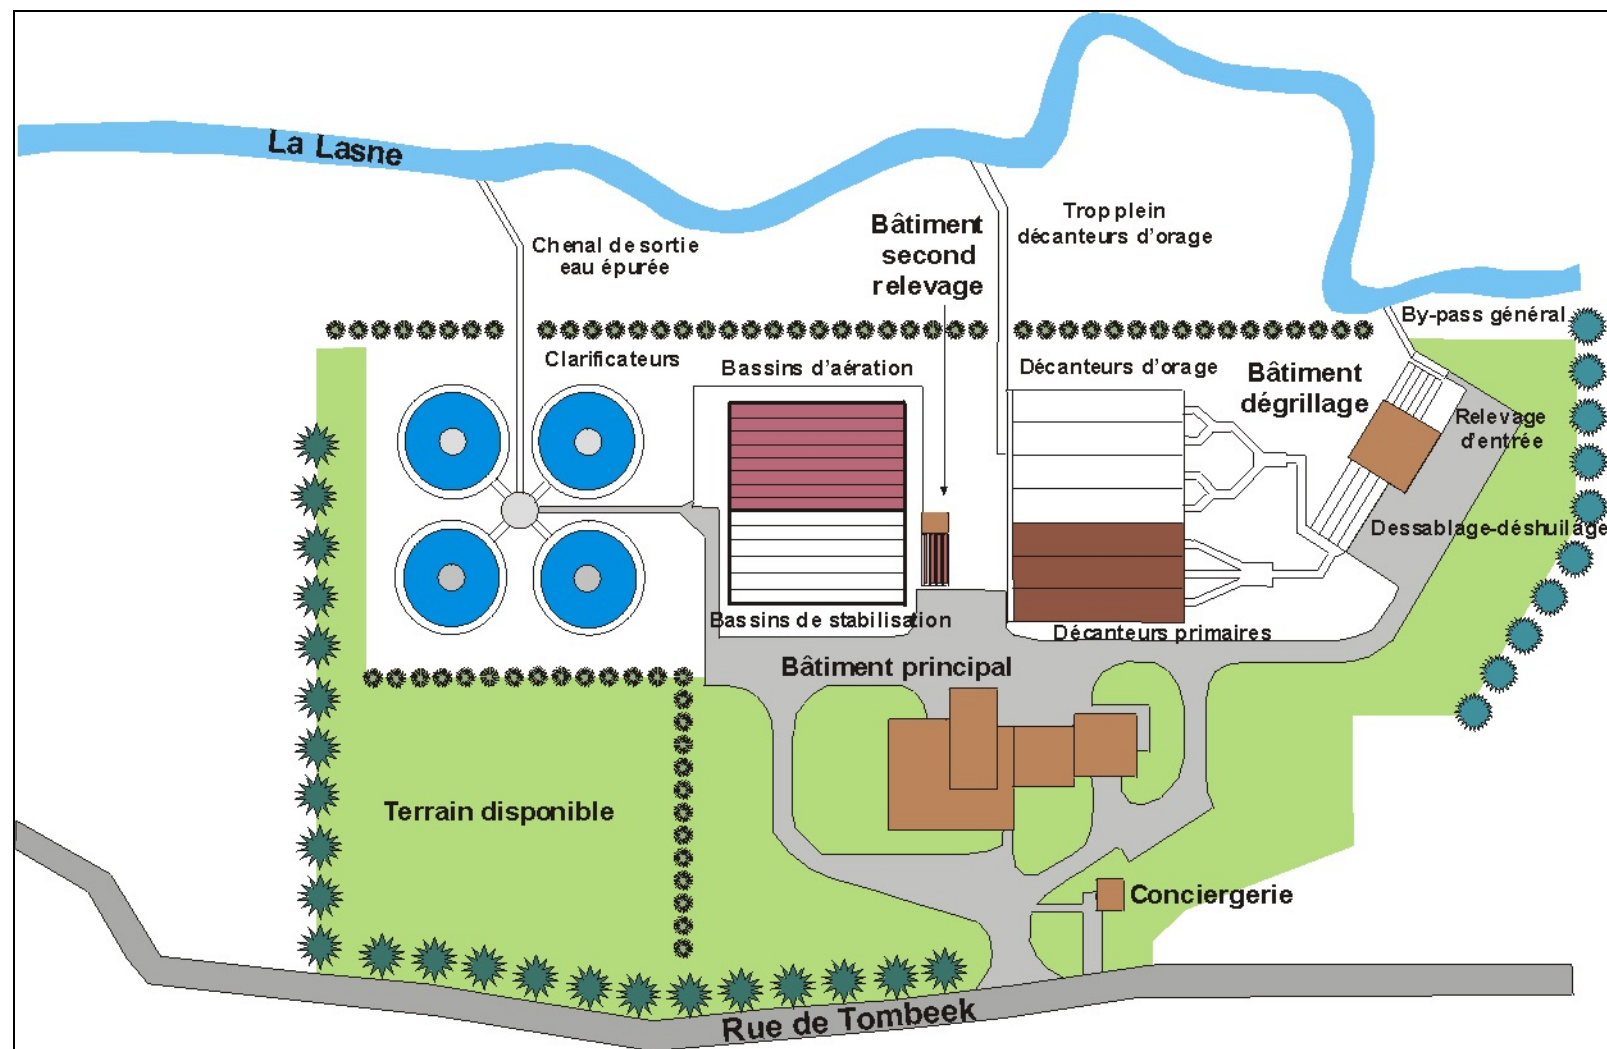 La Lasne
Chenal de sortie
eau épurée
Bâtiment
second
relevage
Trop plein
décanteurs d'orage
By-pass général
Clarificateurs
Bassins d'aération
Décanteurs d'orage
Bâtiment
dégrillage
Relevage
d'entrée
Dessablage-déshuilage
Bassins de stabilisation
Décanteurs primaires
Bâtiment principal
Terrain disponible
Conciergerie
Rue de Tombeek